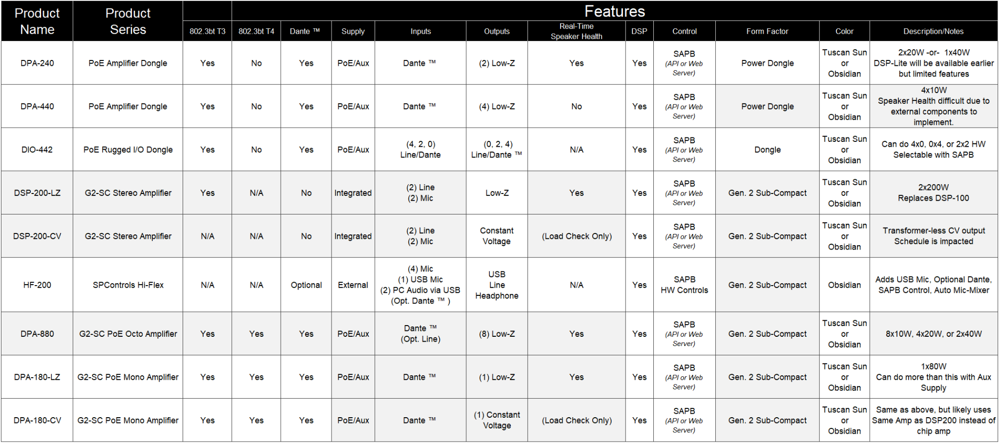 Product Name
Product Series
Features
802.3bt T3
802.3bt T4
Dante ™
Supply
Inputs
Outputs
Real-Time
Speaker Health
DSP
Control
Form Factor
Color
Description/Notes
DPA-240
PoE Amplifier Dongle
Yes
No
Yes
PoE/Aux
Dante ™
(2) Low-Z
Yes
Yes
SAPB
(API or Web
Server)
Power Dongle
Tuscan Sun
or
Obsidian
2x20W -or- 1x40W
DSP-Lite will be available earlier
but limited features
DPA-440
PoE Amplifier Dongle
Yes
No
Yes
PoE/Aux
Dante ™
(4) Low-Z
No
Yes
SAPB
(API or Web
Server)
Power Dongle
Tuscan Sun
or
Obsidian
4x10W
Speaker Health difficult due to
external components to
implement.
DIO-442
PoE Rugged I/O Dongle
Yes
No
Yes
PoE/Aux
(4, 2, 0)
Line/Dante
(0, 2, 4)
Line/Dante ™
N/A
Yes
SAPB
(API or Web
Server)
Dongle
Tuscan Sun
or
Obsidian
Can do 4x0, 0x4, or 2x2 HW
Selectable with SAPB
DSP-200-LZ
G2-SC Stereo Amplifier
Yes
N/A
No
Integrated
(2) Line
(2) Mic
Low-Z
Yes
Yes
SAPB
(API or Web
Server)
Gen. 2 Sub-Compact
Tuscan Sun
or
Obsidian
2x200W
Replaces DSP-100
DSP-200-CV
G2-SC Stereo Amplifier
N/A
N/A
No
Integrated
(2) Line
(2) Mic
Constant
Voltage
(Load Check Only)
Yes
SAPB
(API or Web
Server)
Gen. 2 Sub-Compact
Tuscan Sun
or
Obsidian
Transformer-less CV output
Schedule is impacted
HF-200
SPControls Hi-Flex
N/A
N/A
Optional
External
(4) Mic
(1) USB Mic
(2) PC Audio via USB
(Opt. Dante ™ )
USB
Line
Headphone
N/A
Yes
SAPB
HW Controls
Gen. 2 Sub-Compact
Obsidian
Adds USB Mic, Optional Dante,
SAPB Control, Auto Mic-Mixer
DPA-880
G2-SC PoE Octo Amplifier
Yes
Yes
Yes
PoE/Aux
Dante ™
(Opt. Line)
(8) Low-Z
Yes
Yes
SAPB
(API or Web
Server)
Gen. 2 Sub-Compact
Tuscan Sun
or
Obsidian
8x10W, 4x20W, or 2x40W
DPA-180-LZ
G2-SC PoE Mono Amplifier
Yes
Yes
Yes
PoE/Aux
Dante ™
(1) Low-Z
Yes
Yes
SAPB
(API or Web
Server)
Gen. 2 Sub-Compact
Tuscan Sun
or
Obsidian
1x80W
Can do more than this with Aux
Supply
DPA-180-CV
G2-SC PoE Mono Amplifier
Yes
Yes
Yes
PoE/Aux
Dante ™
(1) Constant
Voltage
(Load Check Only)
Yes
SAPB
(API or Web
Server)
Gen. 2 Sub-Compact
Tuscan Sun
or
Obsidian
Same as above, but likely uses
Same Amp as DSP200 instead of
chip amp